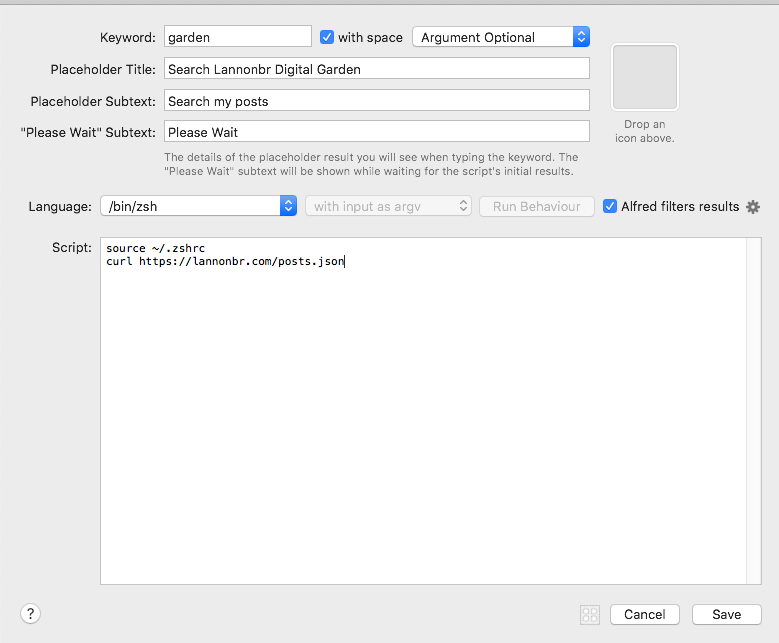 Keyword: garden with space Argument Optional
Placeholder Title: Search Lannonbr Digital Garden
Placeholder Subtext: Search my posts
"Please Wait" Subtext: Please Wait
Drop an
icon above.
The details of the placeholder result you will see when typing the keyword. The
"Please Wait" subtext will be shown while waiting for the script's initial results.
Language: /bin/zsh with input as argv Run Behaviour Alfred filters results
Script:
source ~/.zshrc
curl https://lannonbr.com/posts.json
? Cancel Save